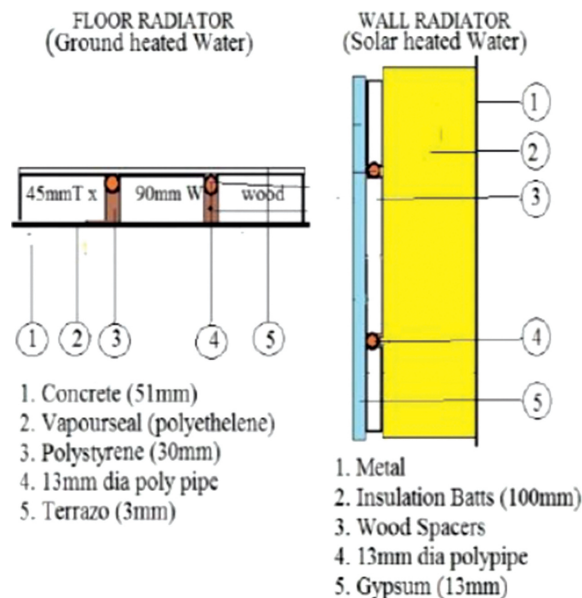 FLOOR RADIATOR
(Ground heated Water)
45mmT x 90mm W wood
1 2 3 4 5
1. Concrete (51mm)
2. Vapourseal (polyethelene)
3. Polystyrene (30mm)
4. 13mm dia poly pipe
5. Terrazo (3mm)
WALL RADIATOR
(Solar heated Water)
1
2
3
4
5
1. Metal
2. Insulation Batts (100mm)
3. Wood Spacers
4. 13mm dia polypipe
5. Gypsum (13mm)